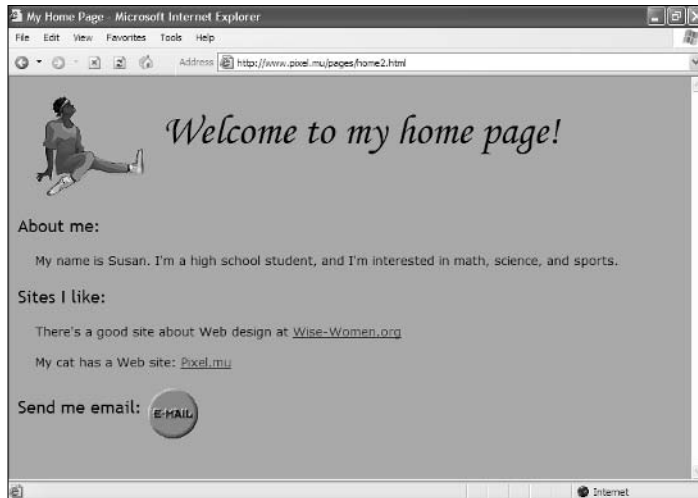 My Home Page - Microsoft Internet Explorer
File Edit View Favorites Tools Help
Address http://www.pixel.mu/pages/home2.html
Welcome to my home page!
About me:
My name is Susan. I'm a high school student, and I'm interested in math, science, and sports.
Sites I like:
There's a good site about Web design at Wise-Women.org
My cat has a Web site: Pixel.mu
Send me email: E-MAIL
Internet